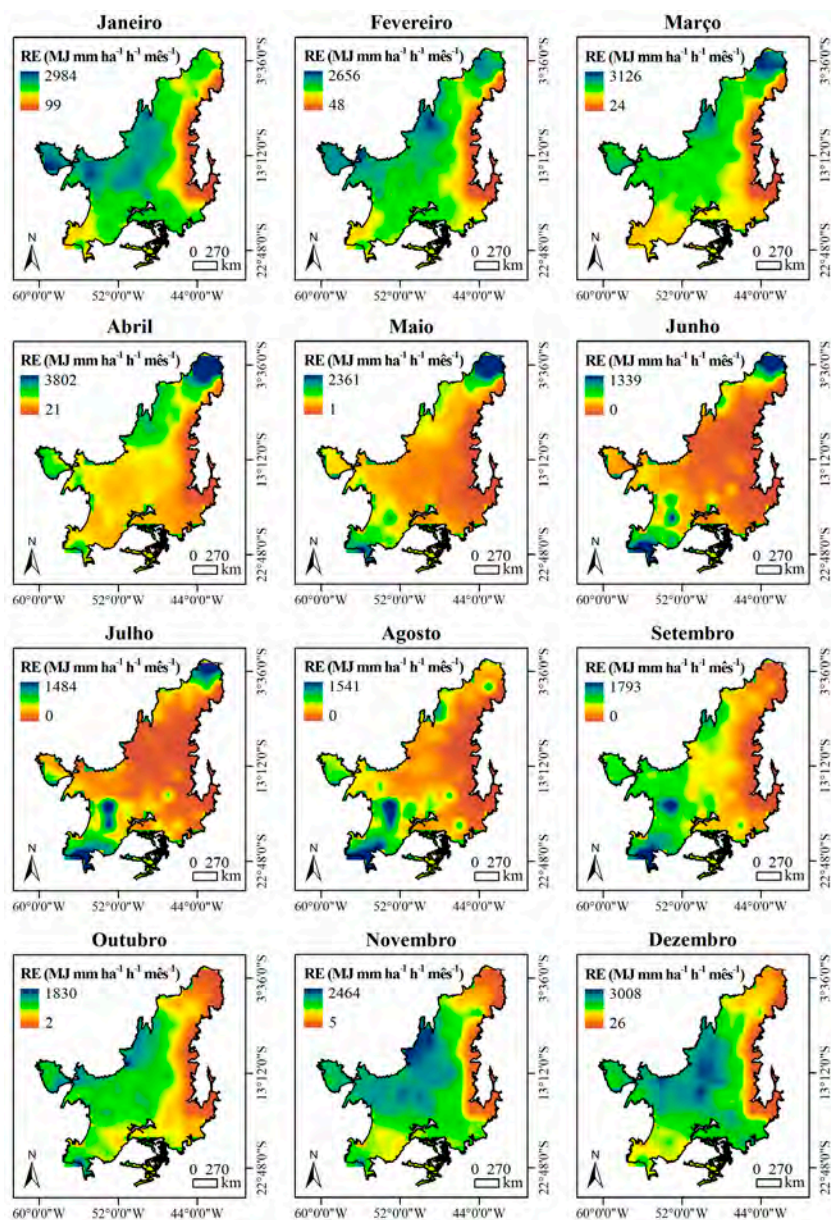 Janeiro Fevereiro Março
RE (MJ mm ha⁻¹ h⁻¹ mês⁻¹) RE (MJ mm ha⁻¹ h⁻¹ mês⁻¹) RE (MJ mm ha⁻¹ h⁻¹ mês⁻¹)
2984 2656 3126
99 48 24
3°36'0"S 3°36'0"S 3°36'0"S
13°12'0"S 13°12'0"S 13°12'0"S
22°48'0"S 22°48'0"S 22°48'0"S
N 0 270 N 0 270 N 0 270
km km km
60°0'0"W 52°0'0"W 44°0'0"W 60°0'0"W 52°0'0"W 44°0'0"W 60°0'0"W 52°0'0"W 44°0'0"W
Abril Maio Junho
RE (MJ mm ha⁻¹ h⁻¹ mês⁻¹) RE (MJ mm ha⁻¹ h⁻¹ mês⁻¹) RE (MJ mm ha⁻¹ h⁻¹ mês⁻¹)
3802 2361 1339
21 1 0
3°36'0"S 3°36'0"S 3°36'0"S
13°12'0"S 13°12'0"S 13°12'0"S
22°48'0"S 22°48'0"S 22°48'0"S
N 0 270 N 0 270 N 0 270
km km km
60°0'0"W 52°0'0"W 44°0'0"W 60°0'0"W 52°0'0"W 44°0'0"W 60°0'0"W 52°0'0"W 44°0'0"W
Julho Agosto Setembro
RE (MJ mm ha⁻¹ h⁻¹ mês⁻¹) RE (MJ mm ha⁻¹ h⁻¹ mês⁻¹) RE (MJ mm ha⁻¹ h⁻¹ mês⁻¹)
1484 1541 1793
0 0 0
3°36'0"S 3°36'0"S 3°36'0"S
13°12'0"S 13°12'0"S 13°12'0"S
22°48'0"S 22°48'0"S 22°48'0"S
N 0 270 N 0 270 N 0 270
km km km
60°0'0"W 52°0'0"W 44°0'0"W 60°0'0"W 52°0'0"W 44°0'0"W 60°0'0"W 52°0'0"W 44°0'0"W
Outubro Novembro Dezembro
RE (MJ mm ha⁻¹ h⁻¹ mês⁻¹) RE (MJ mm ha⁻¹ h⁻¹ mês⁻¹) RE (MJ mm ha⁻¹ h⁻¹ mês⁻¹)
1830 2464 3008
2 5 26
3°36'0"S 3°36'0"S 3°36'0"S
13°12'0"S 13°12'0"S 13°12'0"S
22°48'0"S 22°48'0"S 22°48'0"S
N 0 270 N 0 270 N 0 270
km km km
60°0'0"W 52°0'0"W 44°0'0"W 60°0'0"W 52°0'0"W 44°0'0"W 60°0'0"W 52°0'0"W 44°0'0"W